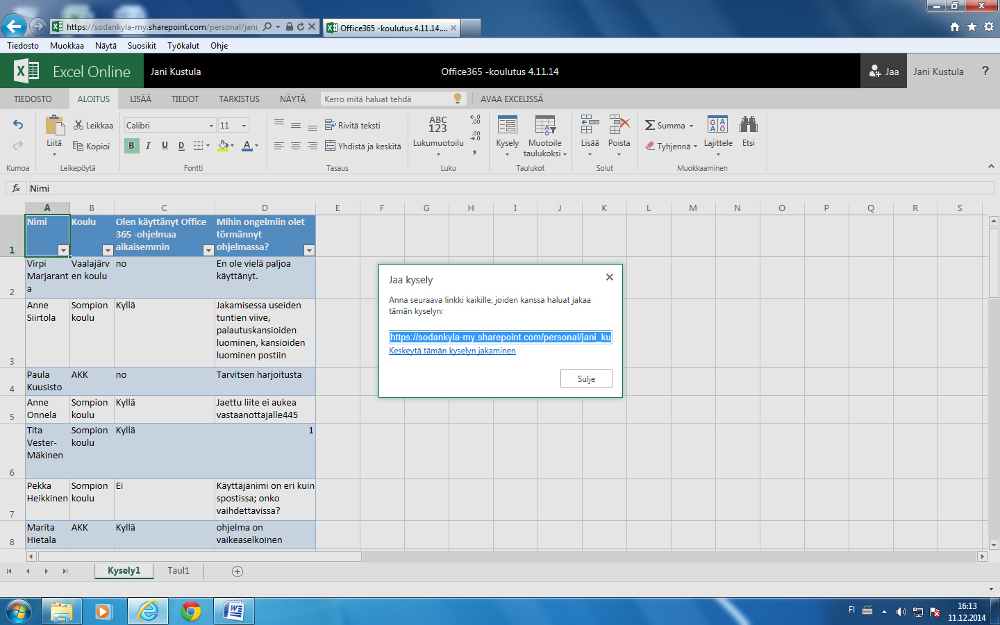 https://sodankyla-my.sharepoint.com/personal/jani_
Office365 -koulutus 4.11.14....
Tiedosto Muokkaa Näytä Suosikit Työkalut Ohje
Excel Online Jani Kustula Office365 -koulutus 4.11.14 Jaa Jani Kustula ?
TIEDOSTO ALOITUS LISÄÄ TIEDOT TARKISTUS NÄYTÄ Kerro mitä haluat tehdä AVAA EXCELISSÄ
Liitä
Leikkaa
Kopioi
Calibri 11
B I U D A
Rivitä teksti
Yhdistä ja keskitä
ABC
123
Lukumuotoilu
,00
,00
Kysely
Muotoile
taulukoksi
Lisää
Poista
Summa
Tyhjennä
Lajittele
Etsi
Kumoa Leikepöytä Fontti Tasaus Luku Taulukot Solut Muokkaaminen
fx Nimi
A B C D E F G H I J K L M N O P Q R S
1
Nimi
Koulu
Olen käyttänyt Office
365 -ohjelmaa
aikaisemmin
Mihin ongelmiin olet
törmännyt
ohjelmassa?
2
Virpi
Marjarant
a
Vaalajärv
en koulu
no
En ole vielä paljoa
käyttänyt.
3
Anne
Siirtola
Sompion
koulu
Kyllä
Jakamisessa useiden
tuntien viive,
palautuskansioiden
luominen, kansioiden
luominen postiin
4
Paula
Kuusisto
AKK
no
Tarvitsen harjoitusta
5
Anne
Onnela
Sompion
koulu
Kyllä
Jaettu liite ei aukea
vastaanottajalle445
6
Tita
Vester-
Mäkinen
Sompion
koulu
Kyllä
1
7
Pekka
Heikkinen
Sompion
koulu
Ei
Käyttäjänimi on eri kuin
spostissa; onko
vaihdettavissa?
8
Marita
Hietala
AKK
Kyllä
ohjelma on
vaikeaselkoinen
Jaa kysely
Anna seuraava linkki kaikille, joiden kanssa haluat jakaa
tämän kyselyn:
https://sodankyla-my.sharepoint.com/personal/jani_ku
Keskeytä tämän kyselyn jakaminen
Sulje
Kysely1 Taul1
FI
16:13
11.12.2014